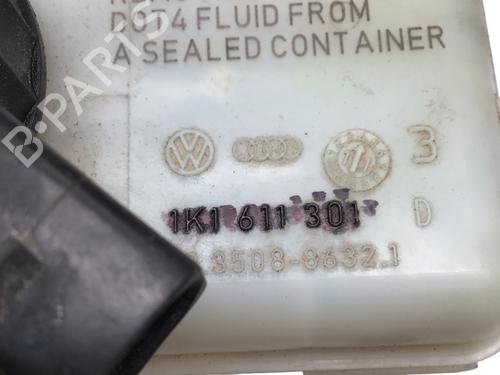 DOT4 FLUID FROM
A SEALED CONTAINER
3
1K1 611 301 D
3508-8632.1
B-PARTS